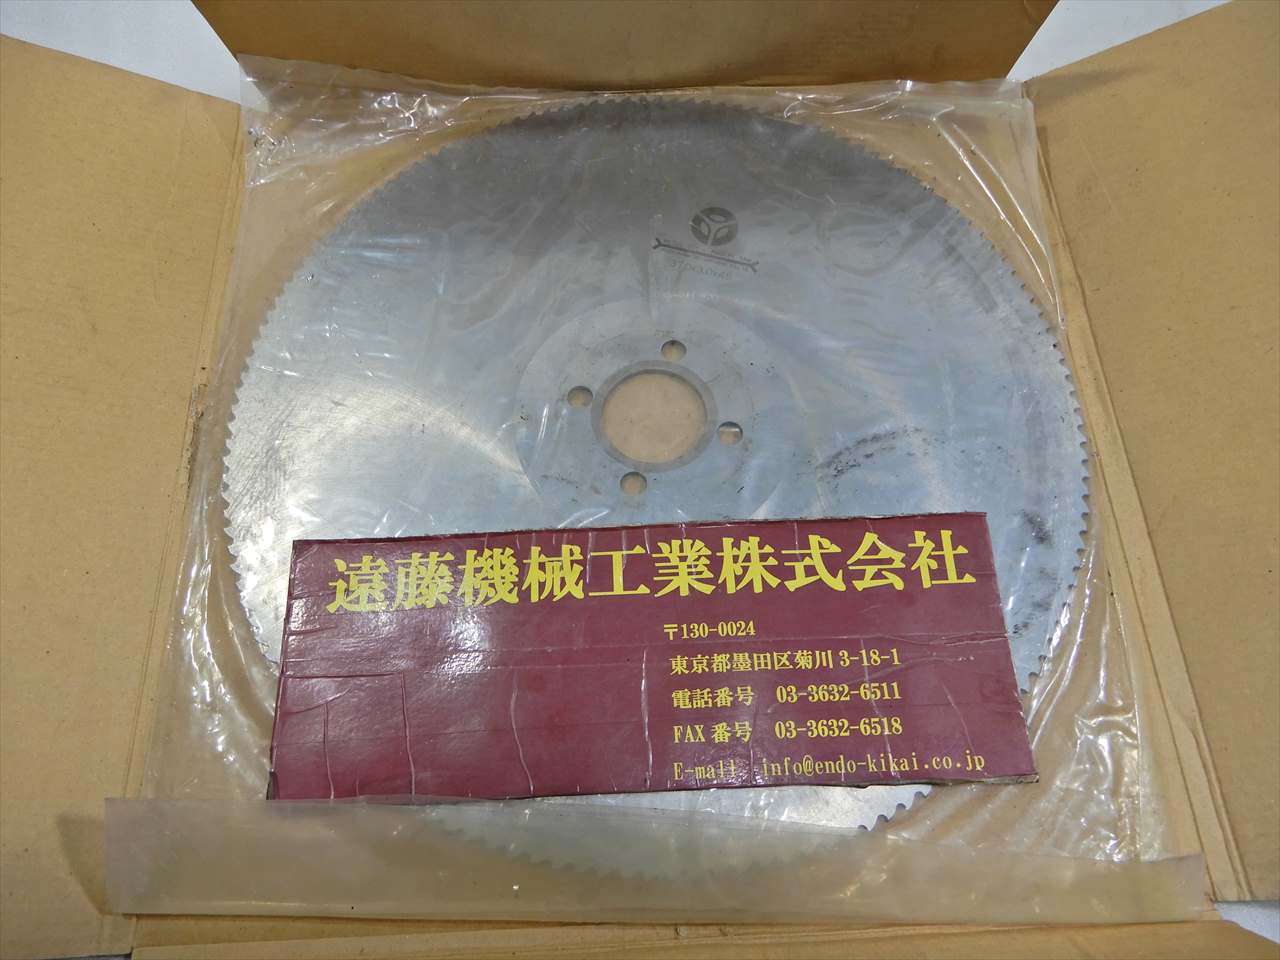 370x3.0x45
遠藤機械工業株式会社
〒130-0024
東京都墨田区菊川 3-18-1
電話番号 03-3632-6511
FAX 番号 03-3632-6518
E-mail info@endo-kikai.co.jp